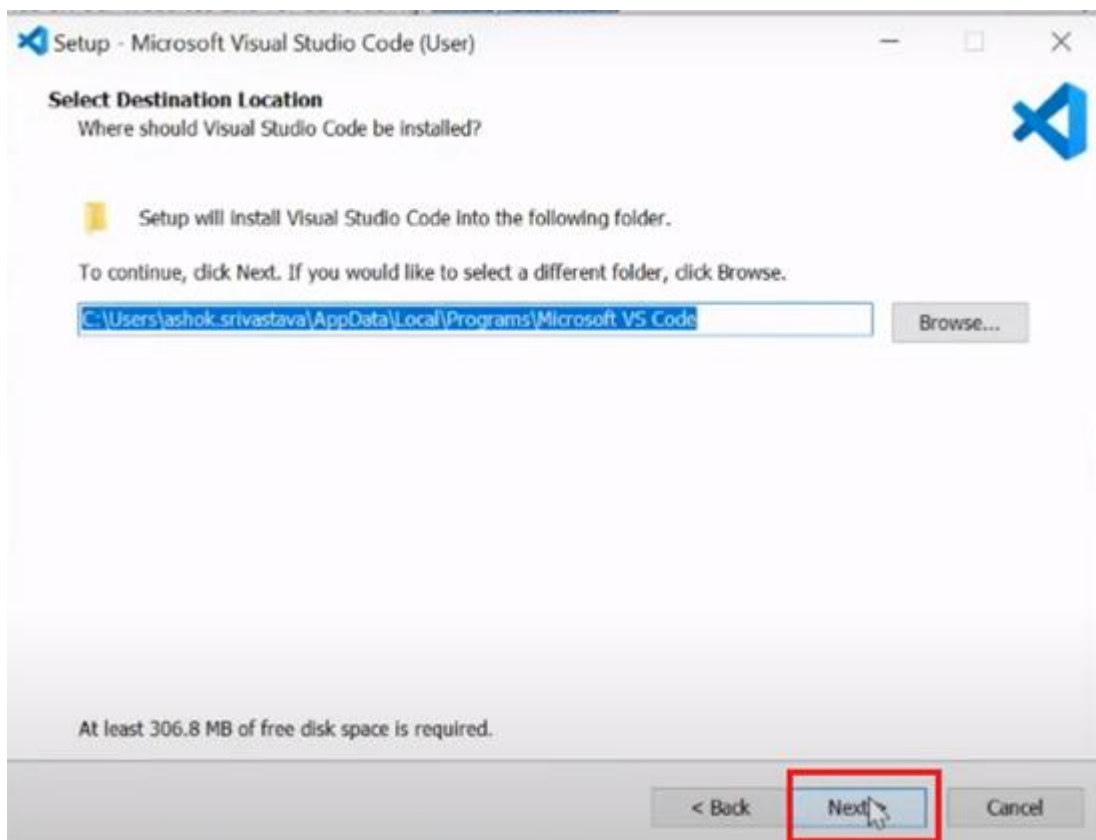 Setup - Microsoft Visual Studio Code (User)
Select Destination Location
Where should Visual Studio Code be installed?
Setup will install Visual Studio Code into the following folder.
To continue, click Next. If you would like to select a different folder, click Browse.
C:\Users\ashok.srivastava\AppData\Local\Programs\Microsoft VS Code
Browse...
At least 306.8 MB of free disk space is required.
< Back
Next >
Cancel